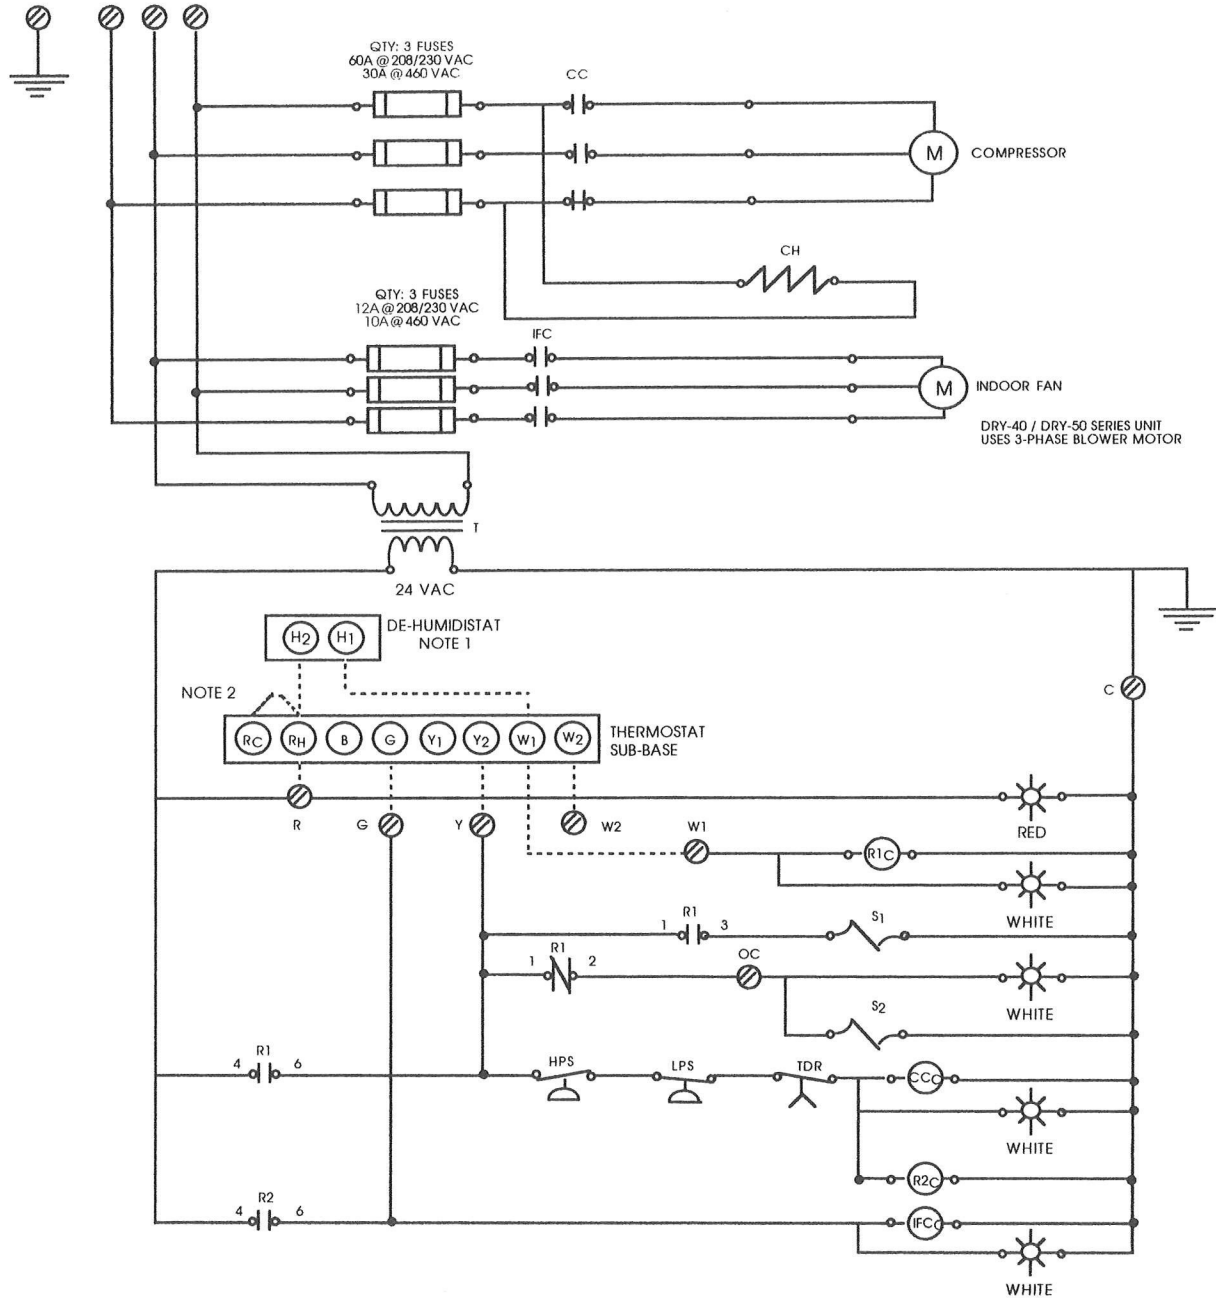 QTY: 3 FUSES
60A @ 208/230 VAC
30A @ 460 VAC
CC
M
COMPRESSOR
CH
QTY: 3 FUSES
12A @ 208/230 VAC
10A @ 460 VAC
IFC
M
INDOOR FAN
DRY-40 / DRY-50 SERIES UNIT
USES 3-PHASE BLOWER MOTOR
T
24 VAC
H2 H1
DE-HUMIDISTAT
NOTE 1
NOTE 2
C
RC RH B G Y1 Y2 W1 W2
THERMOSTAT
SUB-BASE
R G Y W2 W1
RED
R1C
WHITE
1 R1 3
S1
1 R1 2
OC
WHITE
S2
4 R1 6
HPS
LPS
TDR
CCC
WHITE
R2C
4 R2 6
IFCC
WHITE